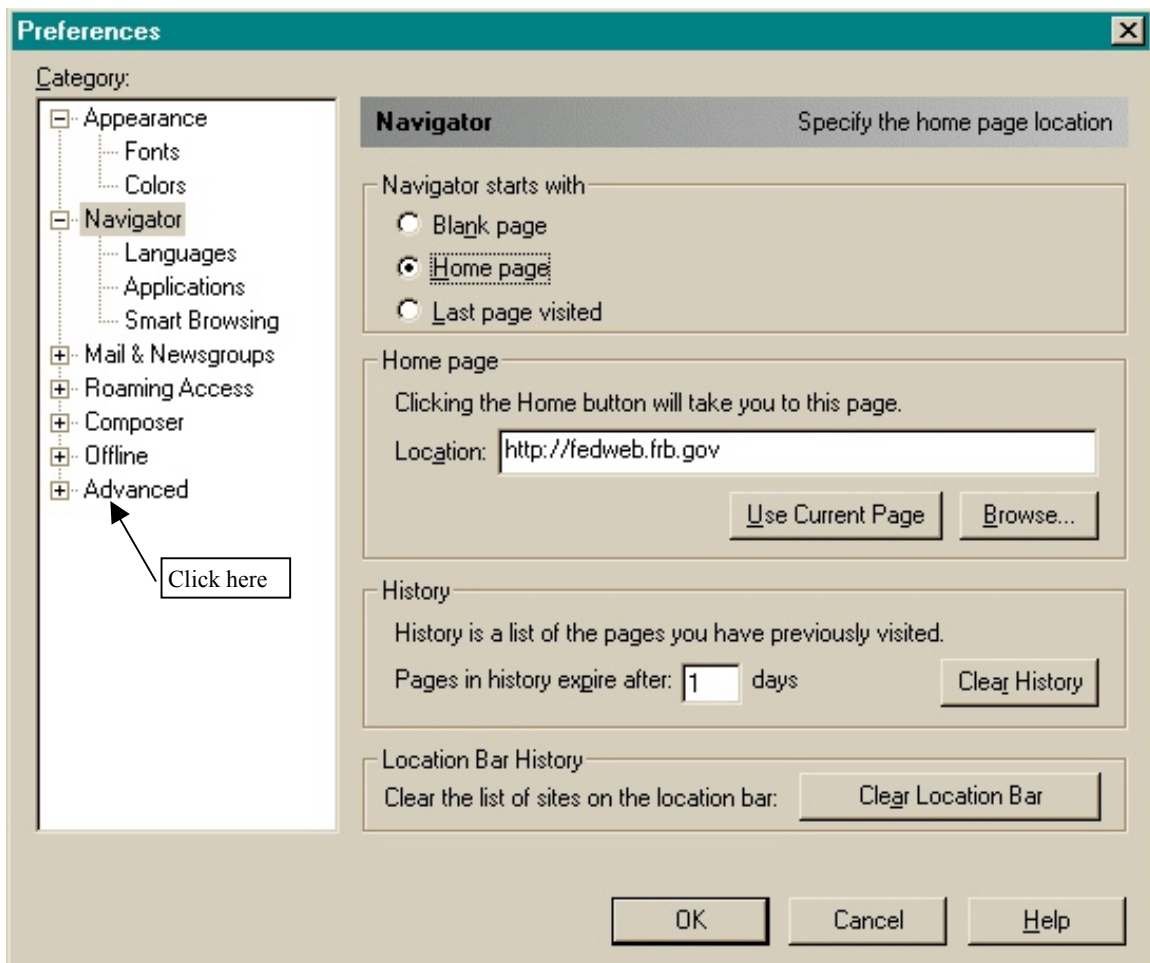 Preferences
Category:
Appearance
Fonts
Colors
Navigator
Languages
Applications
Smart Browsing
Mail & Newsgroups
Roaming Access
Composer
Offline
Advanced
Click here
Navigator Specify the home page location
Navigator starts with
Blank page
Home page
Last page visited
Home page
Clicking the Home button will take you to this page.
Location: http://fedweb.frb.gov
Use Current Page Browse...
History
History is a list of the pages you have previously visited.
Pages in history expire after: 1 days Clear History
Location Bar History
Clear the list of sites on the location bar: Clear Location Bar
OK Cancel Help